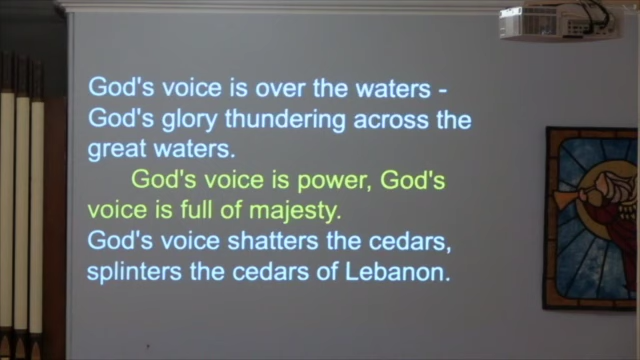 God's voice is over the waters -
God's glory thundering across the
great waters.
God's voice is power, God's
voice is full of majesty.
God's voice shatters the cedars,
splinters the cedars of Lebanon.